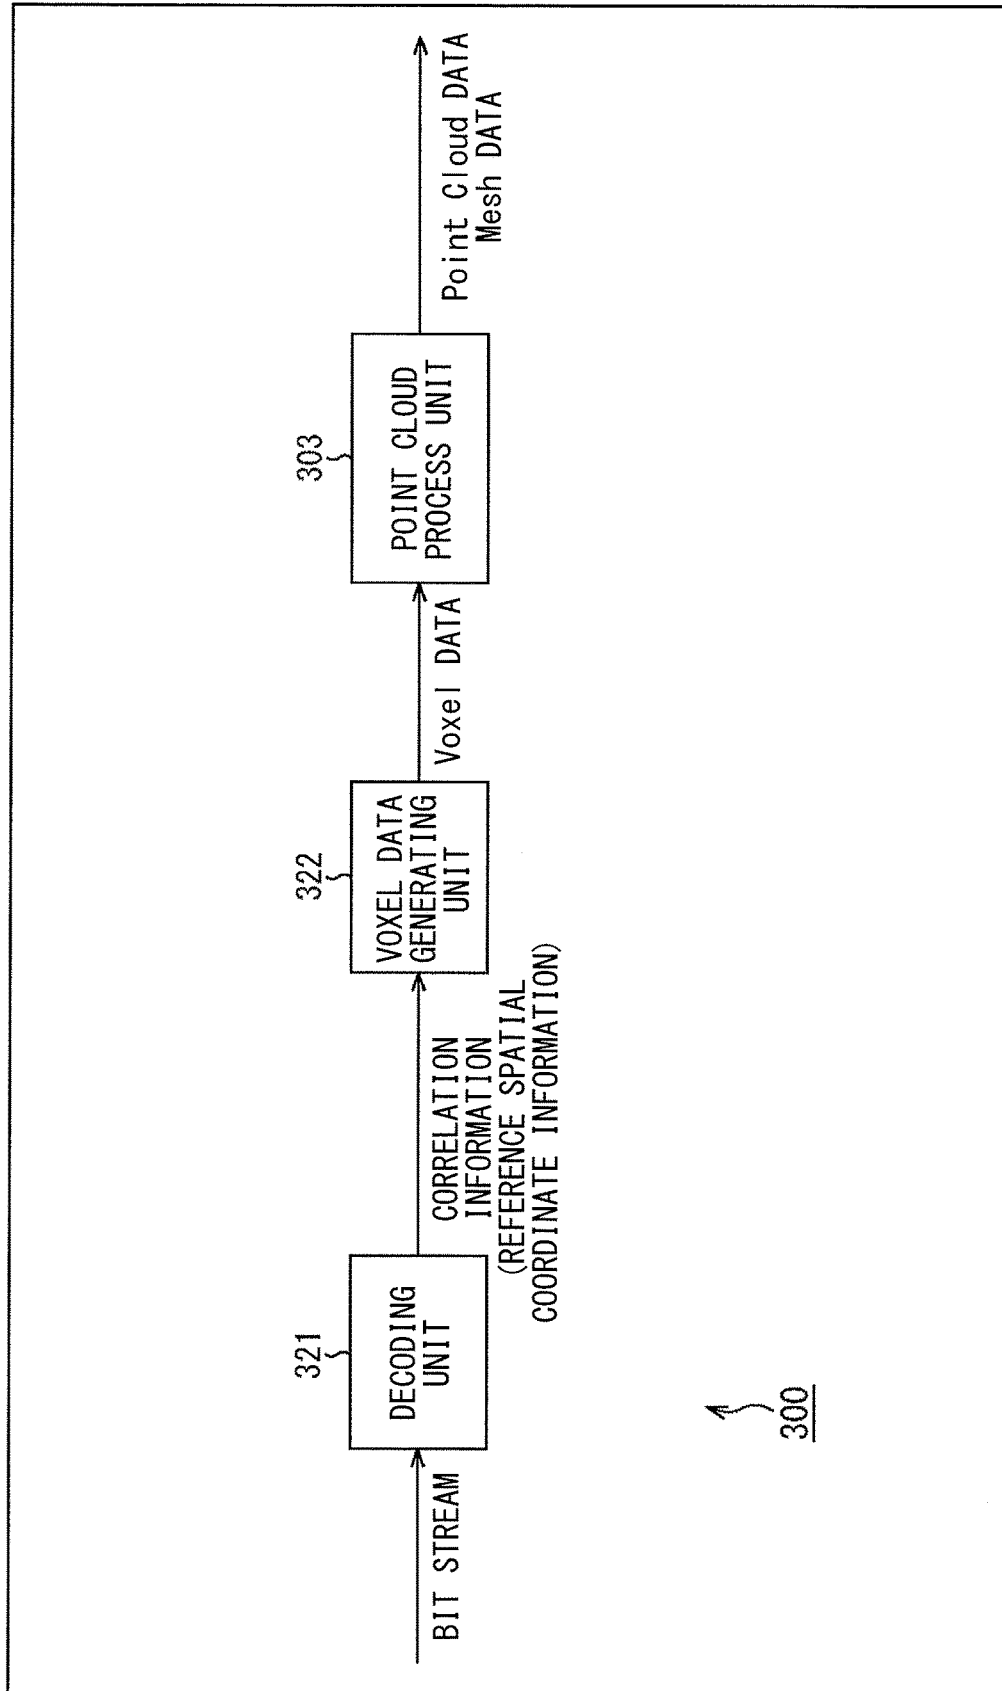 BIT STREAM
321
DECODING
UNIT
CORRELATION
INFORMATION
(REFERENCE SPATIAL
COORDINATE INFORMATION)
322
VOXEL DATA
GENERATING
UNIT
Voxel DATA
303
POINT CLOUD
PROCESS UNIT
Point Cloud DATA
Mesh DATA
300